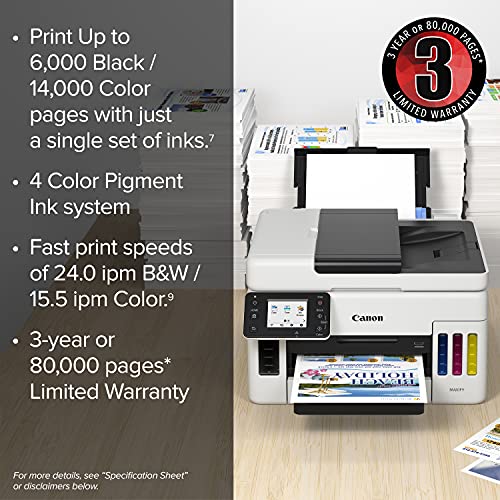 • Print Up to
6,000 Black /
14,000 Color
pages with just
a single set of inks.⁷
• 4 Color Pigment
Ink system
• Fast print speeds
of 24.0 ipm B&W /
15.5 ipm Color.⁹
• 3-year or
80,000 pages*
Limited Warranty
For more details, see “Specification Sheet”
or disclaimers below.
3 YEAR OR 80,000 PAGES*
3
LIMITED WARRANTY
Canon
MAXIFY
BEACH
HOLIDAY